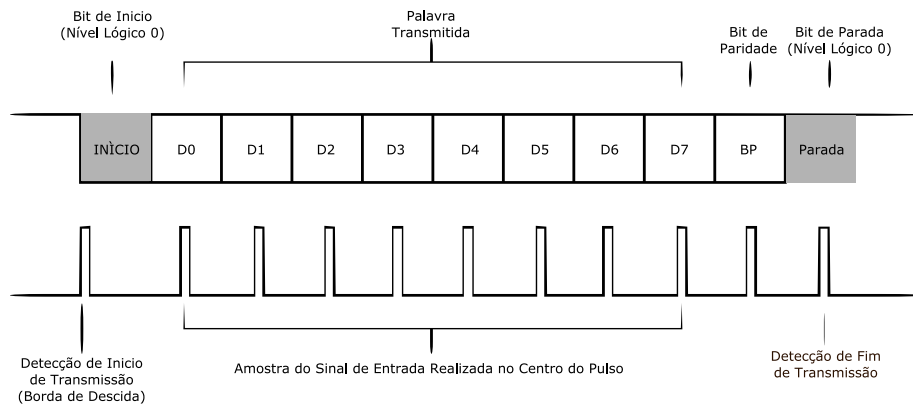 Bit de Inicio
(Nível Lógico 0)
Palavra
Transmitida
Bit de
Paridade
Bit de Parada
(Nível Lógico 0)
INÌCIO
D0
D1
D2
D3
D4
D5
D6
D7
BP
Parada
Detecção de Inicio
de Transmissão
(Borda de Descida)
Amostra do Sinal de Entrada Realizada no Centro do Pulso
Detecção de Fim
de Transmissão